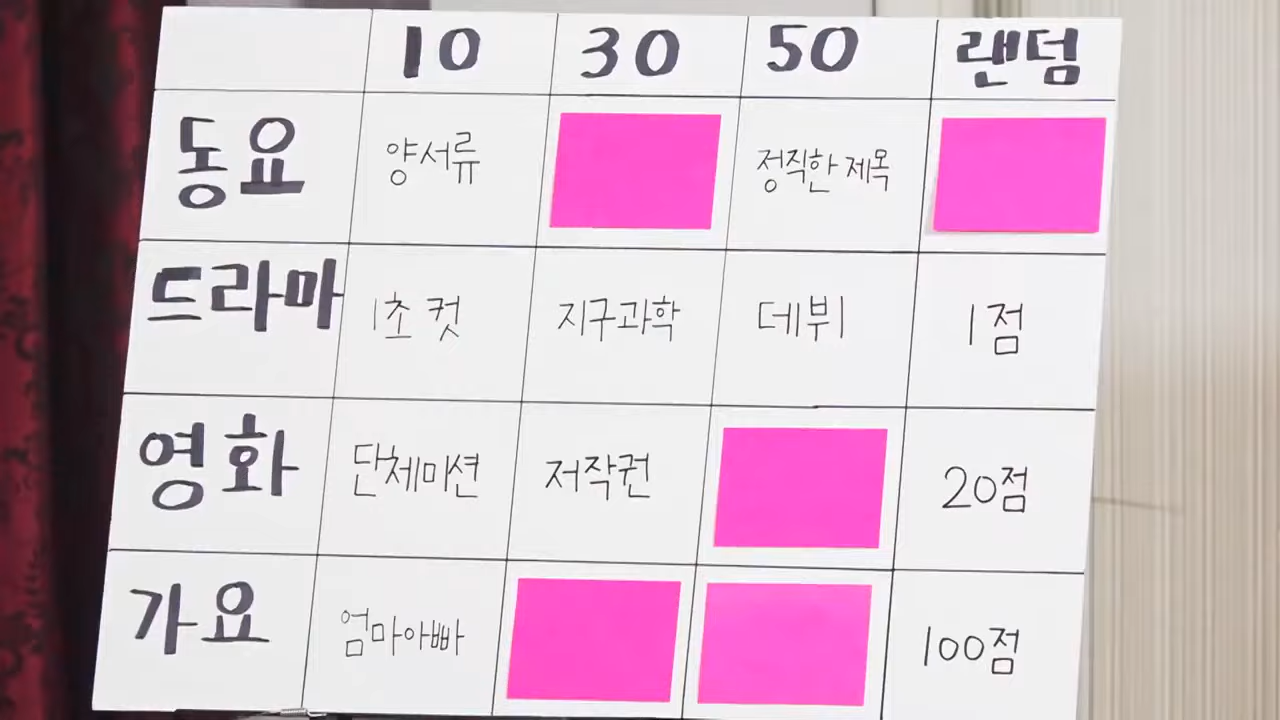 10 30 50 랜덤
동요 양서류 정직한 제목
드라마 1초 컷 지구과학 데뷔 1점
영화 단체미션 저작권 20점
가요 엄마아빠 100점